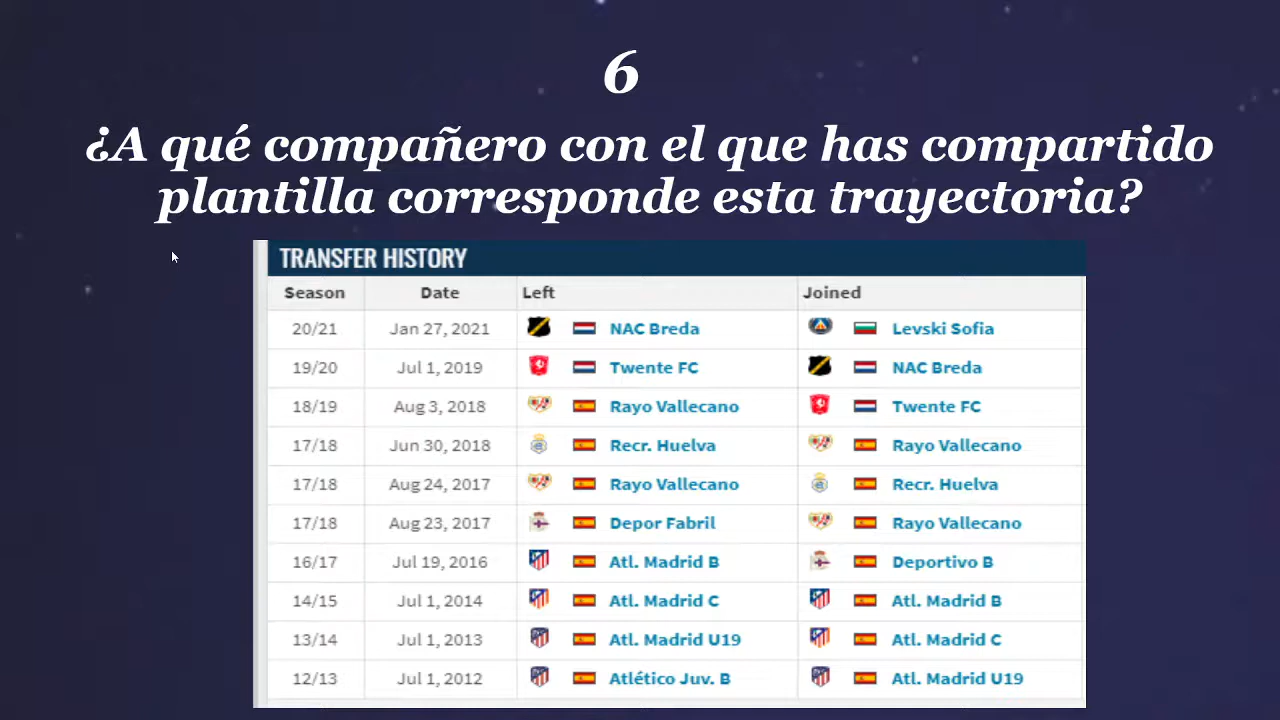 6
¿A qué compañero con el que has compartido
plantilla corresponde esta trayectoria?
TRANSFER HISTORY
Season Date Left Joined
20/21 Jan 27, 2021 NAC Breda Levski Sofia
19/20 Jul 1, 2019 Twente FC NAC Breda
18/19 Aug 3, 2018 Rayo Vallecano Twente FC
17/18 Jun 30, 2018 Recr. Huelva Rayo Vallecano
17/18 Aug 24, 2017 Rayo Vallecano Recr. Huelva
17/18 Aug 23, 2017 Depor Fabril Rayo Vallecano
16/17 Jul 19, 2016 Atl. Madrid B Deportivo B
14/15 Jul 1, 2014 Atl. Madrid C Atl. Madrid B
13/14 Jul 1, 2013 Atl. Madrid U19 Atl. Madrid C
12/13 Jul 1, 2012 Atlético Juv. B Atl. Madrid U19